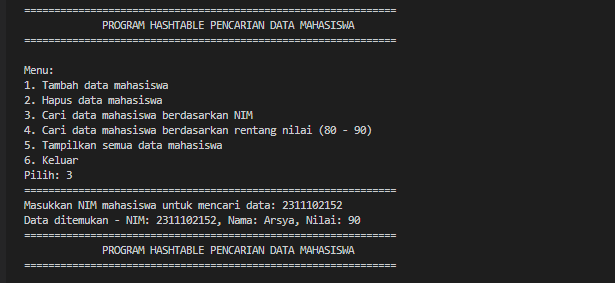 ==============================================================
PROGRAM HASHTABLE PENCARIAN DATA MAHASISWA
==============================================================
Menu:
1. Tambah data mahasiswa
2. Hapus data mahasiswa
3. Cari data mahasiswa berdasarkan NIM
4. Cari data mahasiswa berdasarkan rentang nilai (80 - 90)
5. Tampilkan semua data mahasiswa
6. Keluar
Pilih: 3
==============================================================
Masukkan NIM mahasiswa untuk mencari data: 2311102152
Data ditemukan - NIM: 2311102152, Nama: Arsya, Nilai: 90
==============================================================
PROGRAM HASHTABLE PENCARIAN DATA MAHASISWA
==============================================================